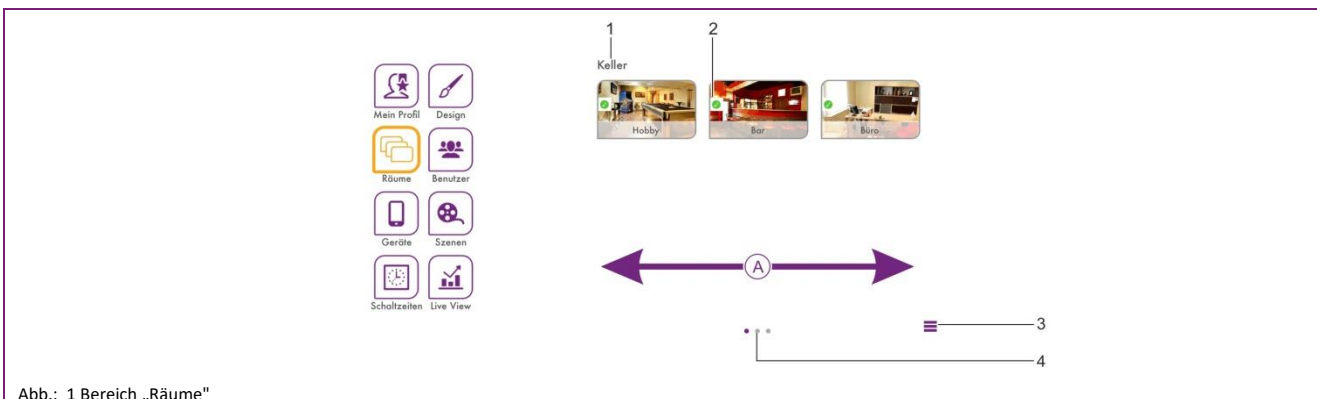 1 2
Keller
Mein Profil Design
Hobby Bar Büro
Räume Benutzer
Geräte Szenen
A
Schaltzeiten Live View
3
4
Abb.: 1 Bereich „Räume"